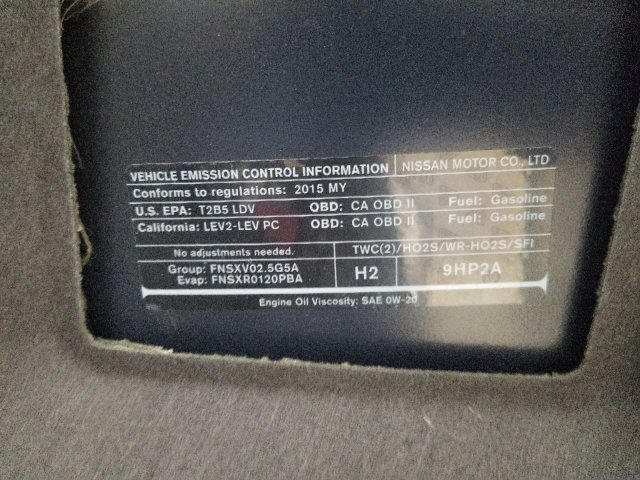 VEHICLE EMISSION CONTROL INFORMATION NISSAN MOTOR CO., LTD
Conforms to regulations: 2015 MY
U.S. EPA: T2B5 LDV OBD: CA OBD II Fuel: Gasoline
California: LEV2-LEV PC OBD: CA OBD II Fuel: Gasoline
No adjustments needed. TWC(2)/HO2S/WR-HO2S/SFI
Group: FNSXV02.5G5A H2 9HP2A
Evap: FNSXR0120PBA
Engine Oil Viscosity: SAE 0W-20